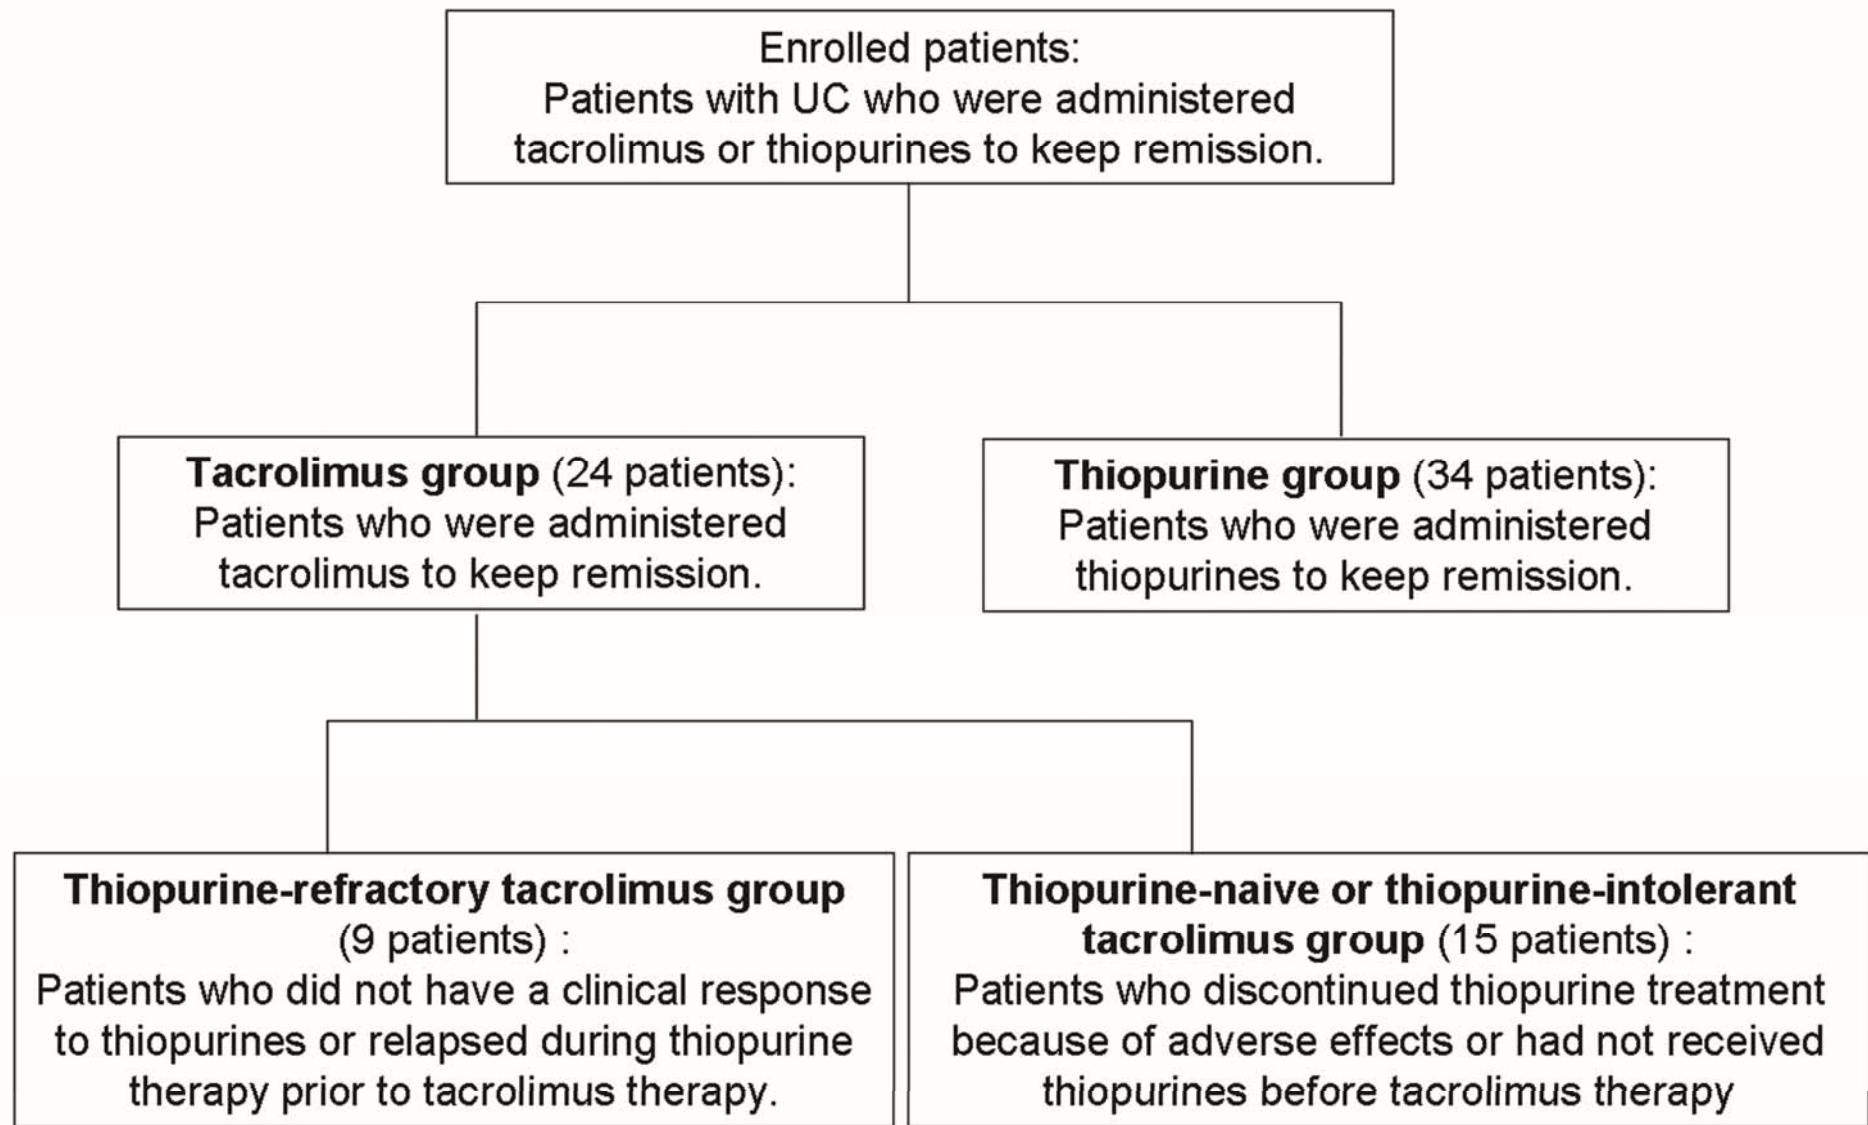 Enrolled patients:
Patients with UC who were administered
tacrolimus or thiopurines to keep remission.
Tacrolimus group (24 patients):
Patients who were administered
tacrolimus to keep remission.
Thiopurine group (34 patients):
Patients who were administered
thiopurines to keep remission.
Thiopurine-refractory tacrolimus group
(9 patients) :
Patients who did not have a clinical response
to thiopurines or relapsed during thiopurine
therapy prior to tacrolimus therapy.
Thiopurine-naive or thiopurine-intolerant
tacrolimus group (15 patients) :
Patients who discontinued thiopurine treatment
because of adverse effects or had not received
thiopurines before tacrolimus therapy